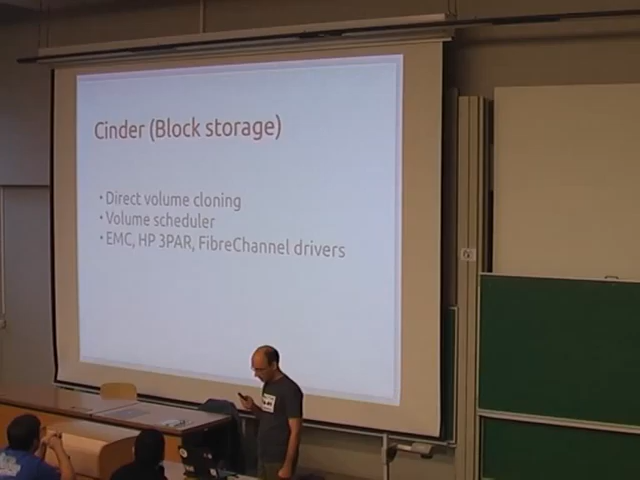 Cinder (Block storage)
• Direct volume cloning
• Volume scheduler
• EMC, HP 3PAR, FibreChannel drivers